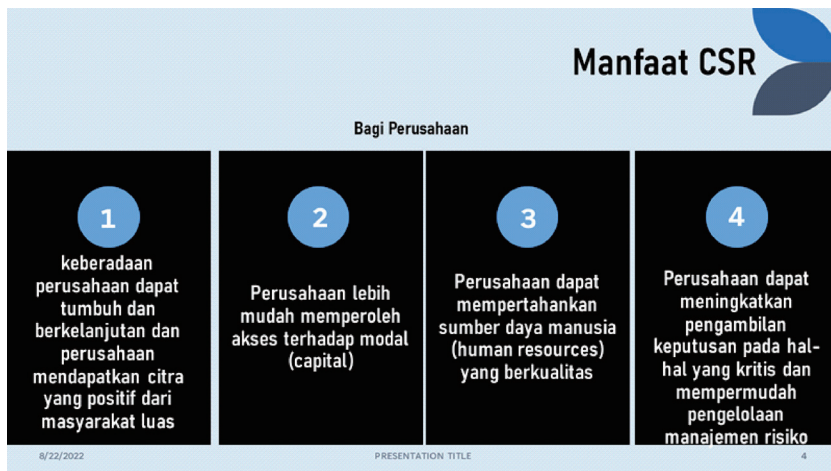 Manfaat CSR
Bagi Perusahaan
1
keberadaan
perusahaan dapat
tumbuh dan
berkelanjutan dan
perusahaan
mendapatkan citra
yang positif dari
masyarakat luas
2
Perusahaan lebih
mudah memperoleh
akses terhadap modal
(capital)
3
Perusahaan dapat
mempertahankan
sumber daya manusia
(human resources)
yang berkualitas
4
Perusahaan dapat
meningkatkan
pengambilan
keputusan pada hal-
hal yang kritis dan
mempermudah
pengelolaan
manajemen risiko
8/22/2022
PRESENTATION TITLE
4